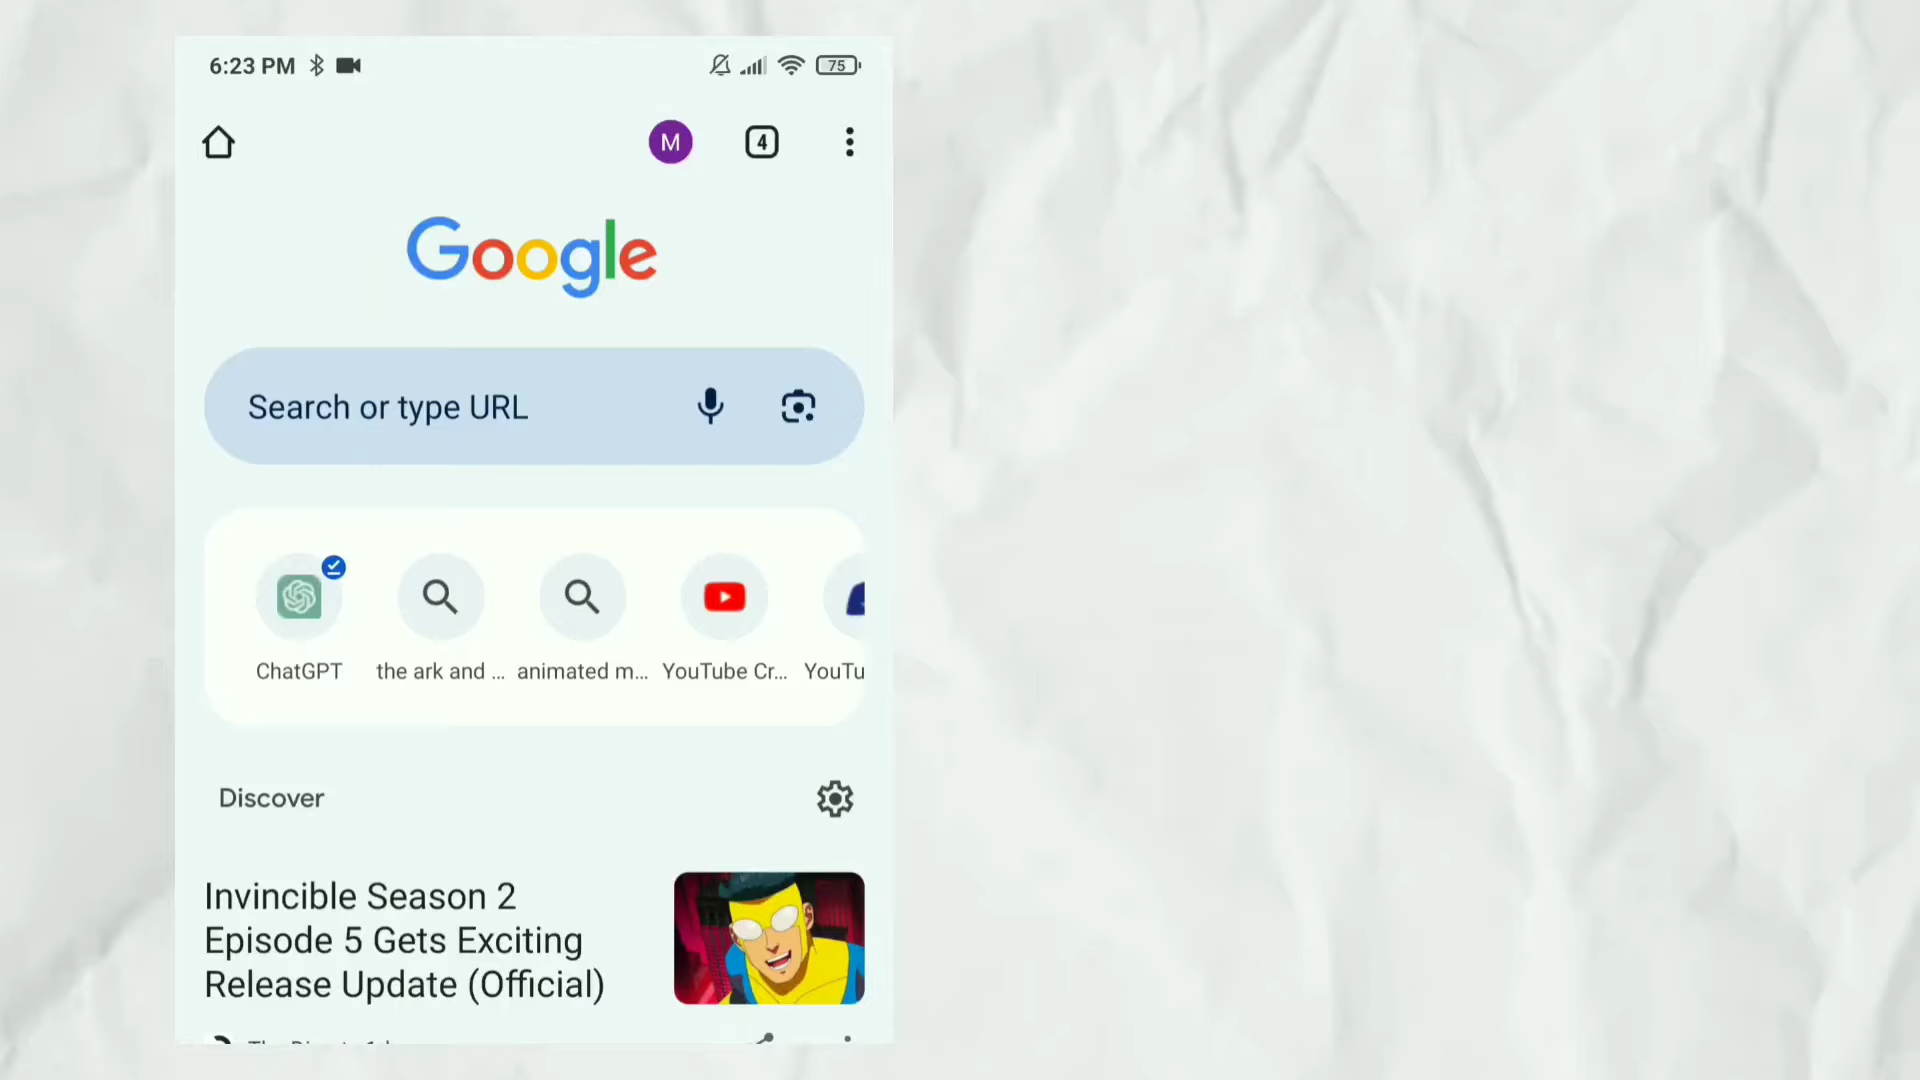 6:23 PM
75
M
4
Google
Search or type URL
ChatGPT
the ark and ...
animated m...
YouTube Cr...
YouTu
Discover
Invincible Season 2
Episode 5 Gets Exciting
Release Update (Official)